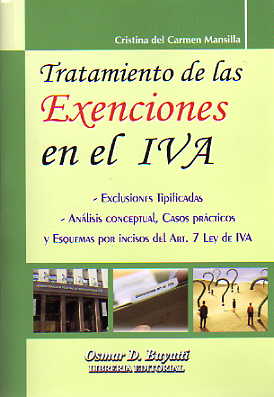 Cristina del Carmen Mansilla
Tratamiento de las
Exenciones
en el IVA
- Exclusiones Tipificadas
- Análisis conceptual, Casos prácticos
y Esquemas por incisos del Art. 7 Ley de IVA
Osmar D. Buyatti
LIBRERIA EDITORIAL